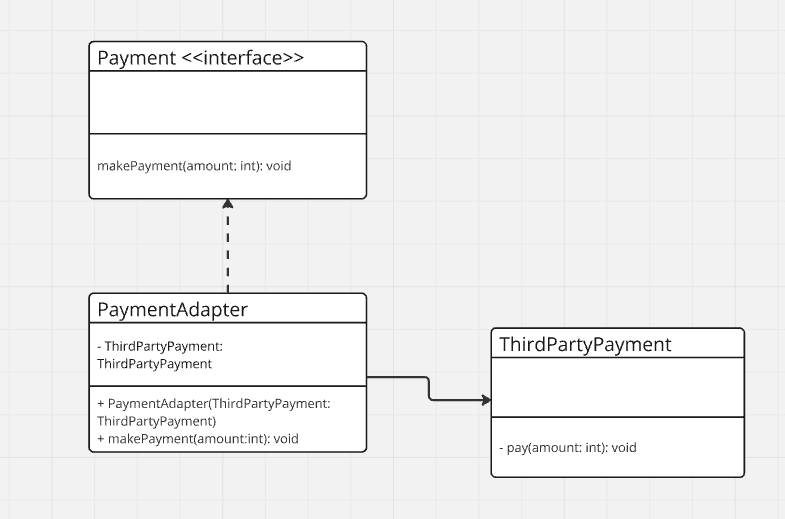 Payment <<interface>>
makePayment(amount: int): void
PaymentAdapter
- ThirdPartyPayment:
ThirdPartyPayment
+ PaymentAdapter(ThirdPartyPayment:
ThirdPartyPayment)
+ makePayment(amount:int): void
ThirdPartyPayment
- pay(amount: int): void